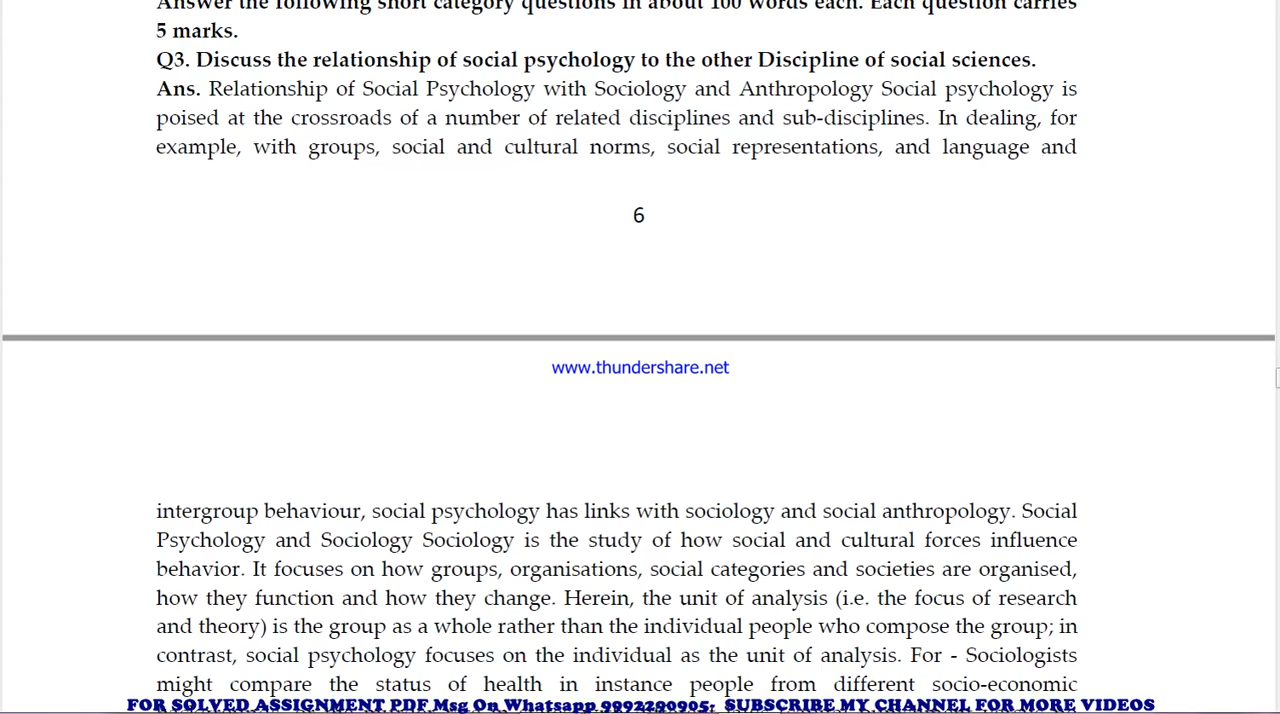 Answer the following short category questions in about 100 words each. Each question carries
5 marks.
Q3. Discuss the relationship of social psychology to the other Discipline of social sciences.
Ans. Relationship of Social Psychology with Sociology and Anthropology Social psychology is
poised at the crossroads of a number of related disciplines and sub-disciplines. In dealing, for
example, with groups, social and cultural norms, social representations, and language and
6
www.thundershare.net
intergroup behaviour, social psychology has links with sociology and social anthropology. Social
Psychology and Sociology Sociology is the study of how social and cultural forces influence
behavior. It focuses on how groups, organisations, social categories and societies are organised,
how they function and how they change. Herein, the unit of analysis (i.e. the focus of research
and theory) is the group as a whole rather than the individual people who compose the group; in
contrast, social psychology focuses on the individual as the unit of analysis. For - Sociologists
might compare the status of health in instance people from different socio-economic
FOR SOLVED ASSIGNMENT PDF Msg On Whatsapp 9992290905: SUBSCRIBE MY CHANNEL FOR MORE VIDEOS